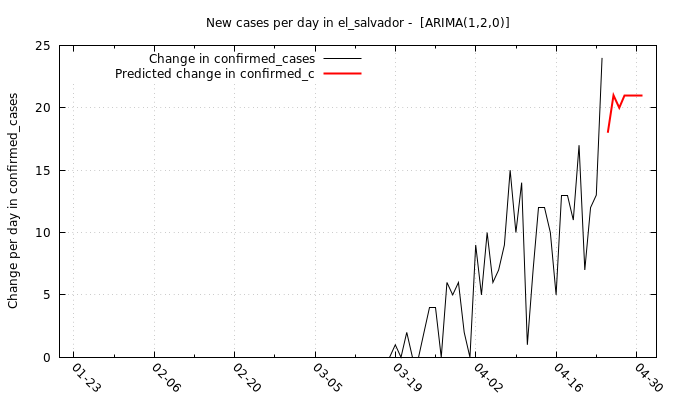 New cases per day in el_salvador - [ARIMA(1,2,0)]
Change in confirmed_cases
Predicted change in confirmed_c
Change per day in confirmed_cases
25
20
15
10
5
0
01-23 02-06 02-20 03-05 03-19 04-02 04-16 04-30